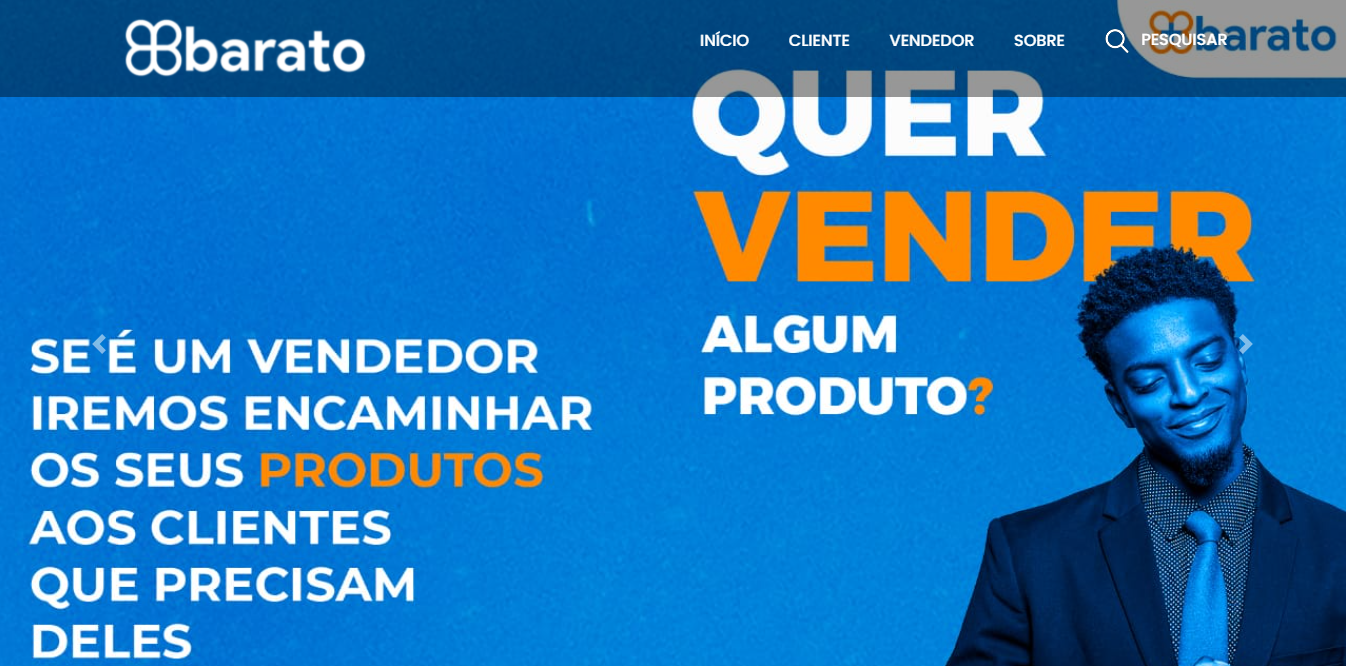 barato
INÍCIO CLIENTE VENDEDOR SOBRE PESQUISAR
barato
QUER
VENDER
ALGUM
PRODUTO?
SE É UM VENDEDOR
IREMOS ENCAMINHAR
OS SEUS PRODUTOS
AOS CLIENTES
QUE PRECISAM
DELES